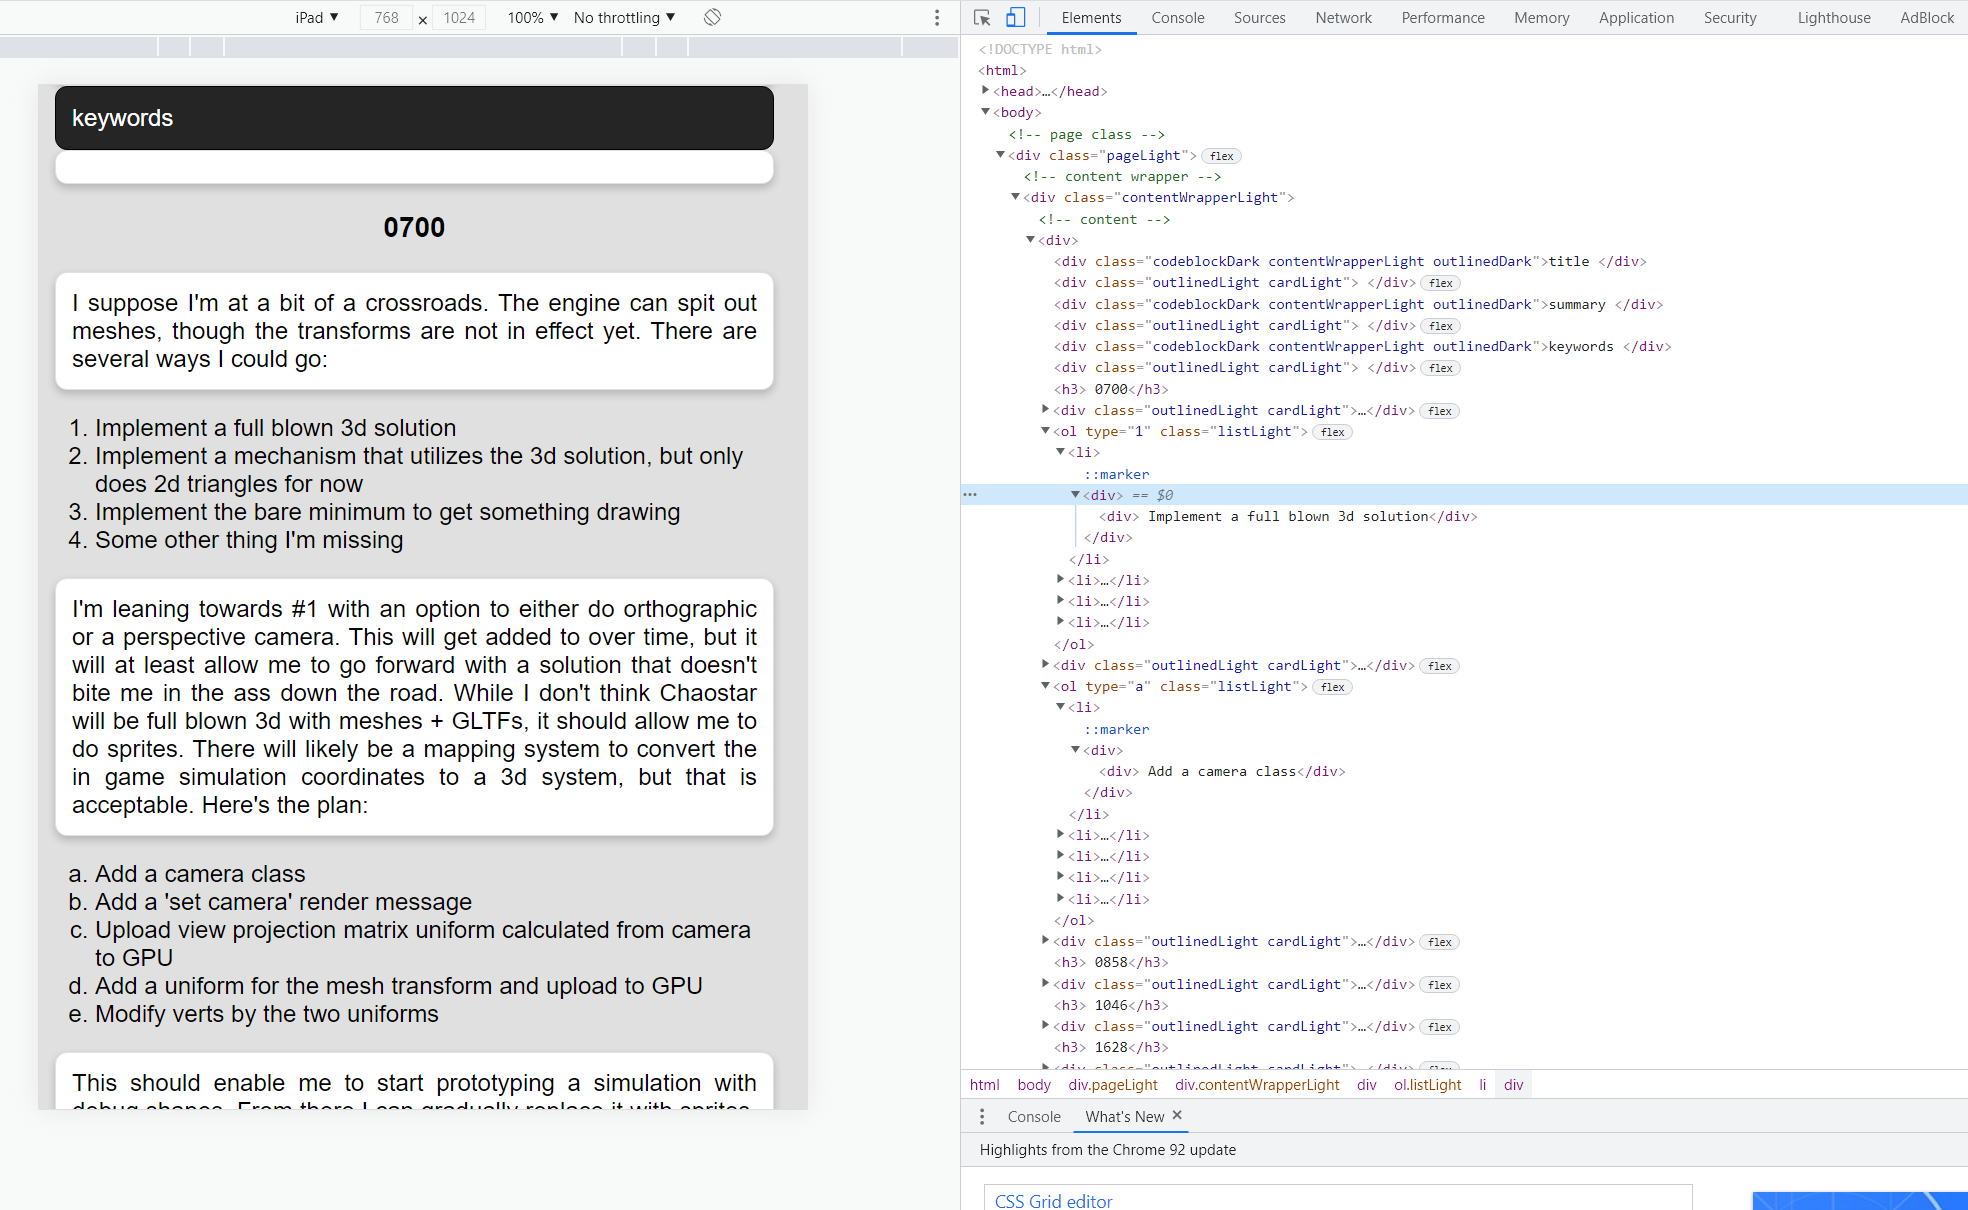 iPad ▼ 768 × 1024 100% ▼ No throttling ▼
keywords
0700
I suppose I'm at a bit of a crossroads. The engine can spit out
meshes, though the transforms are not in effect yet. There are
several ways I could go:
1. Implement a full blown 3d solution
2. Implement a mechanism that utilizes the 3d solution, but only
does 2d triangles for now
3. Implement the bare minimum to get something drawing
4. Some other thing I'm missing
I'm leaning towards #1 with an option to either do orthographic
or a perspective camera. This will get added to over time, but it
will at least allow me to go forward with a solution that doesn't
bite me in the ass down the road. While I don't think Chaostar
will be full blown 3d with meshes + GLTFs, it should allow me to
do sprites. There will likely be a mapping system to convert the
in game simulation coordinates to a 3d system, but that is
acceptable. Here's the plan:
a. Add a camera class
b. Add a 'set camera' render message
c. Upload view projection matrix uniform calculated from camera
to GPU
d. Add a uniform for the mesh transform and upload to GPU
e. Modify verts by the two uniforms
This should enable me to start prototyping a simulation with
debug shapes. From there I can gradually replace it with sprites.
Elements Console Sources Network Performance Memory Application Security Lighthouse AdBlock
<!DOCTYPE html>
<html>
▶<head>…</head>
▼<body>
<!-- page class -->
▼<div class="pageLight"> flex
<!-- content wrapper -->
▼<div class="contentWrapperLight">
<!-- content -->
▼<div>
<div class="codeblockDark contentWrapperLight outlinedDark">title </div>
<div class="outlinedLight cardLight"> </div> flex
<div class="codeblockDark contentWrapperLight outlinedDark">summary </div>
<div class="outlinedLight cardLight"> </div> flex
<div class="codeblockDark contentWrapperLight outlinedDark">keywords </div>
<div class="outlinedLight cardLight"> </div> flex
<h3> 0700</h3>
▶<div class="outlinedLight cardLight">…</div> flex
▼<ol type="1" class="listLight"> flex
▼<li>
::marker
… ▼<div> == $0
<div> Implement a full blown 3d solution</div>
</div>
</li>
▶<li>…</li>
▶<li>…</li>
▶<li>…</li>
</ol>
▶<div class="outlinedLight cardLight">…</div> flex
▼<ol type="a" class="listLight"> flex
▼<li>
::marker
▼<div>
<div> Add a camera class</div>
</div>
</li>
▶<li>…</li>
▶<li>…</li>
▶<li>…</li>
▶<li>…</li>
</ol>
▶<div class="outlinedLight cardLight">…</div> flex
<h3> 0858</h3>
▶<div class="outlinedLight cardLight">…</div> flex
<h3> 1046</h3>
▶<div class="outlinedLight cardLight">…</div> flex
<h3> 1628</h3>
▶<div class="outlinedLight cardLight">…</div> flex
html body div.pageLight div.contentWrapperLight div ol.listLight li div
Console What's New ×
Highlights from the Chrome 92 update
CSS Grid editor